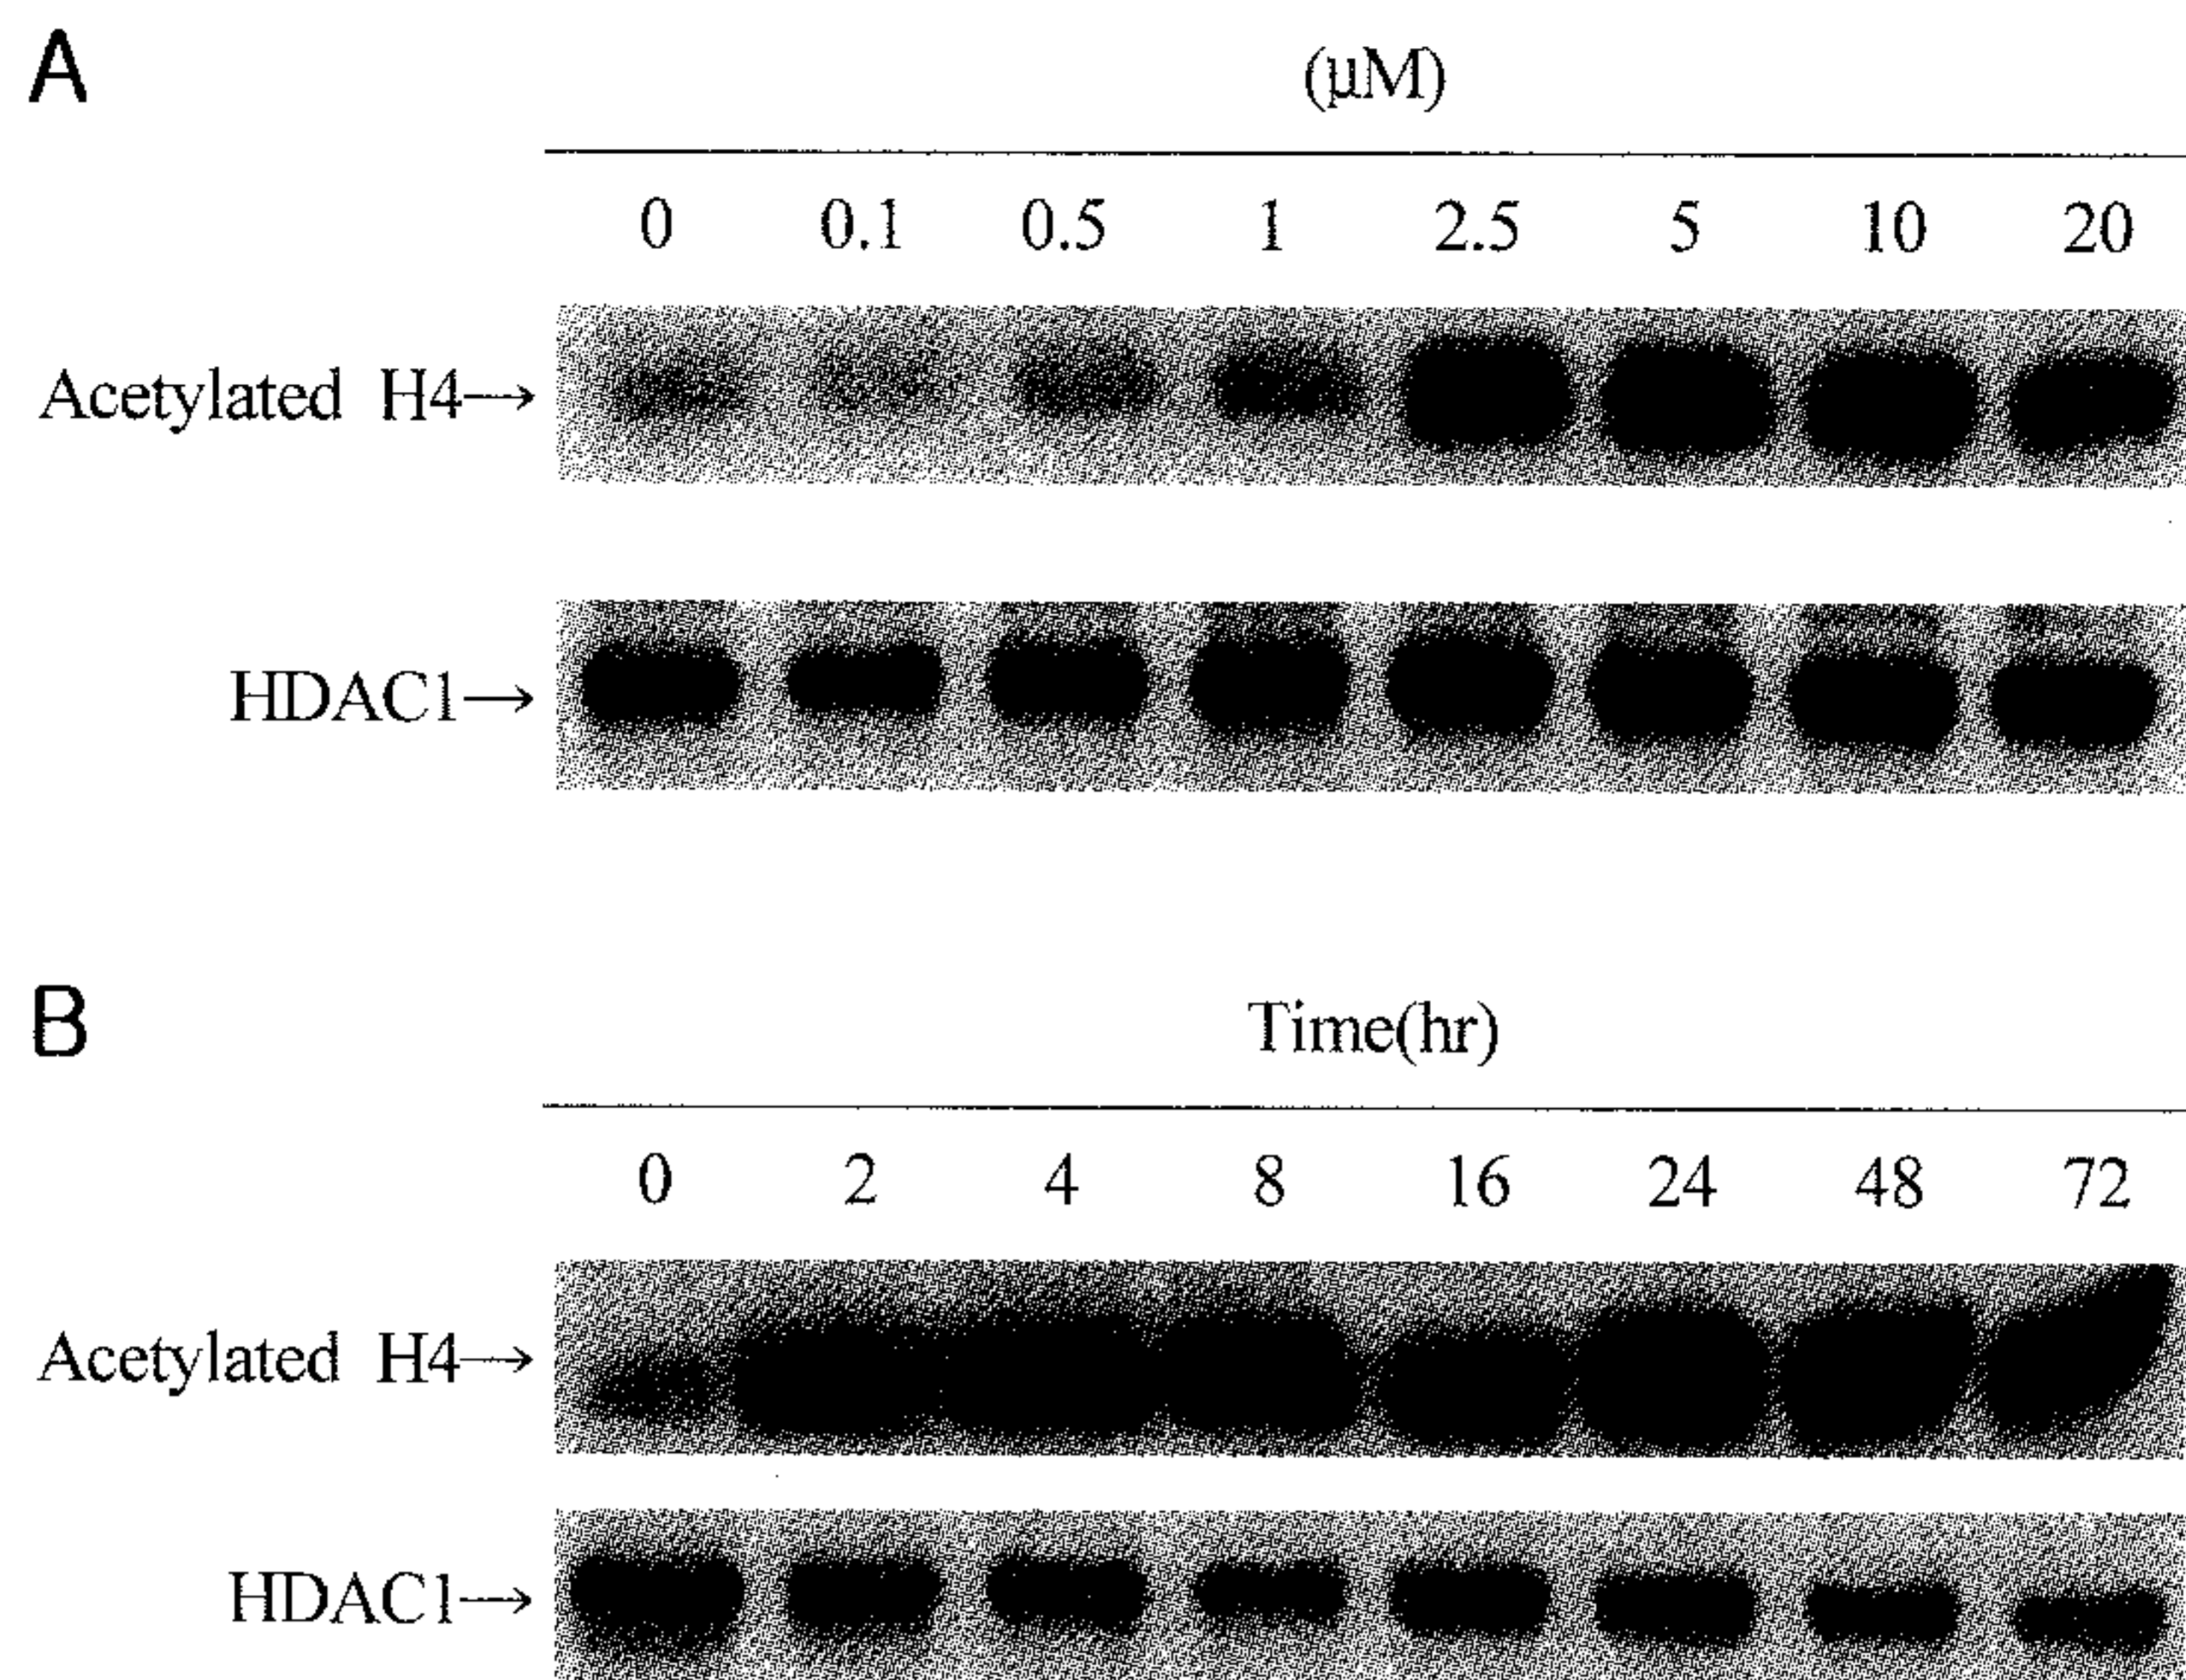 A
(µM)
0 0.1 0.5 1 2.5 5 10 20
Acetylated H4→
HDAC1→
B
Time(hr)
0 2 4 8 16 24 48 72
Acetylated H4→
HDAC1→